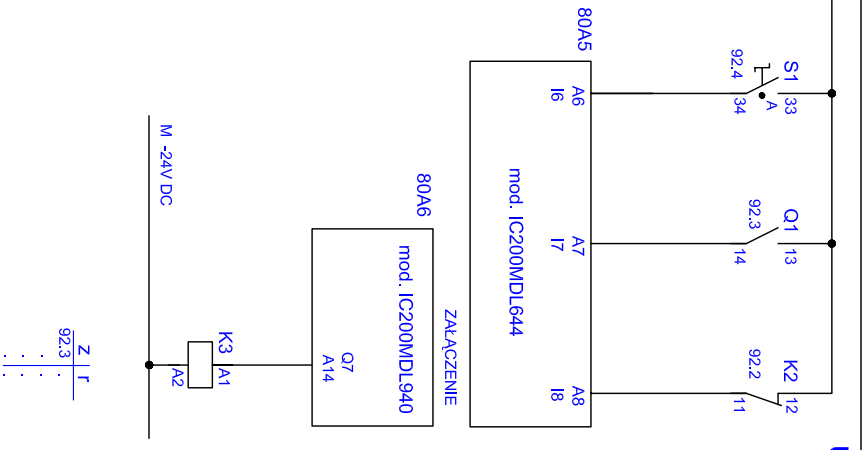 S1
33
A
92.4
34
Q1
13
92.3
14
K2
12
92.2
11
80A5
A6
I6
A7
I7
A8
I8
mod. IC200MDL644
ZAŁĄCZENIE
80A6
mod. IC200MDL940
Q7
A14
K3
A1
A2
M -24V DC
z r
92.3